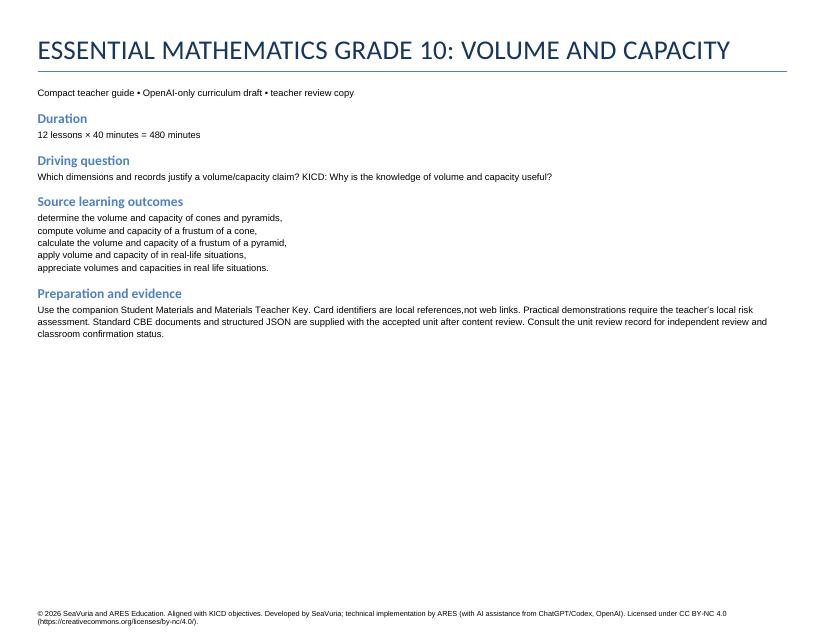 ESSENTIAL MATHEMATICS GRADE 10: VOLUME AND CAPACITY
Compact teacher guide • OpenAI-only curriculum draft • teacher review copy
Duration
12 lessons × 40 minutes = 480 minutes
Driving question
Which dimensions and records justify a volume/capacity claim? KICD: Why is the knowledge of volume and capacity useful?
Source learning outcomes
determine the volume and capacity of cones and pyramids,
compute volume and capacity of a frustum of a cone,
calculate the volume and capacity of a frustum of a pyramid,
apply volume and capacity of in real-life situations,
appreciate volumes and capacities in real life situations.
Preparation and evidence
Use the companion Student Materials and Materials Teacher Key. Card identifiers are local references,not web links. Practical demonstrations require the teacher's local risk
assessment. Standard CBE documents and structured JSON are supplied with the accepted unit after content review. Consult the unit review record for independent review and
classroom confirmation status.
© 2026 SeaVuria and ARES Education. Aligned with KICD objectives. Developed by SeaVuria; technical implementation by ARES (with AI assistance from ChatGPT/Codex, OpenAI). Licensed under CC BY-NC 4.0
(https://creativecommons.org/licenses/by-nc/4.0/).